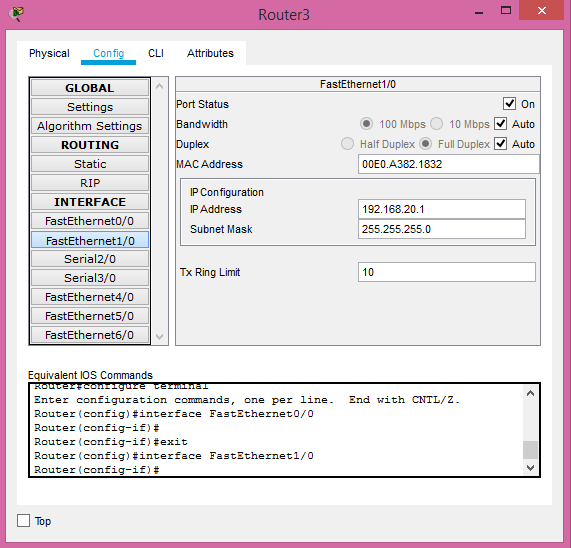 Router3
Physical Config CLI Attributes
GLOBAL
Settings
Algorithm Settings
ROUTING
Static
RIP
INTERFACE
FastEthernet0/0
FastEthernet1/0
Serial2/0
Serial3/0
FastEthernet4/0
FastEthernet5/0
FastEthernet6/0
FastEthernet1/0
Port Status On
Bandwidth 100 Mbps 10 Mbps Auto
Duplex Half Duplex Full Duplex Auto
MAC Address 00E0.A382.1832
IP Configuration
IP Address 192.168.20.1
Subnet Mask 255.255.255.0
Tx Ring Limit 10
Equivalent IOS Commands
Router#configure terminal
Enter configuration commands, one per line. End with CNTL/Z.
Router(config)#interface FastEthernet0/0
Router(config-if)#
Router(config-if)#exit
Router(config)#interface FastEthernet1/0
Router(config-if)#
Top